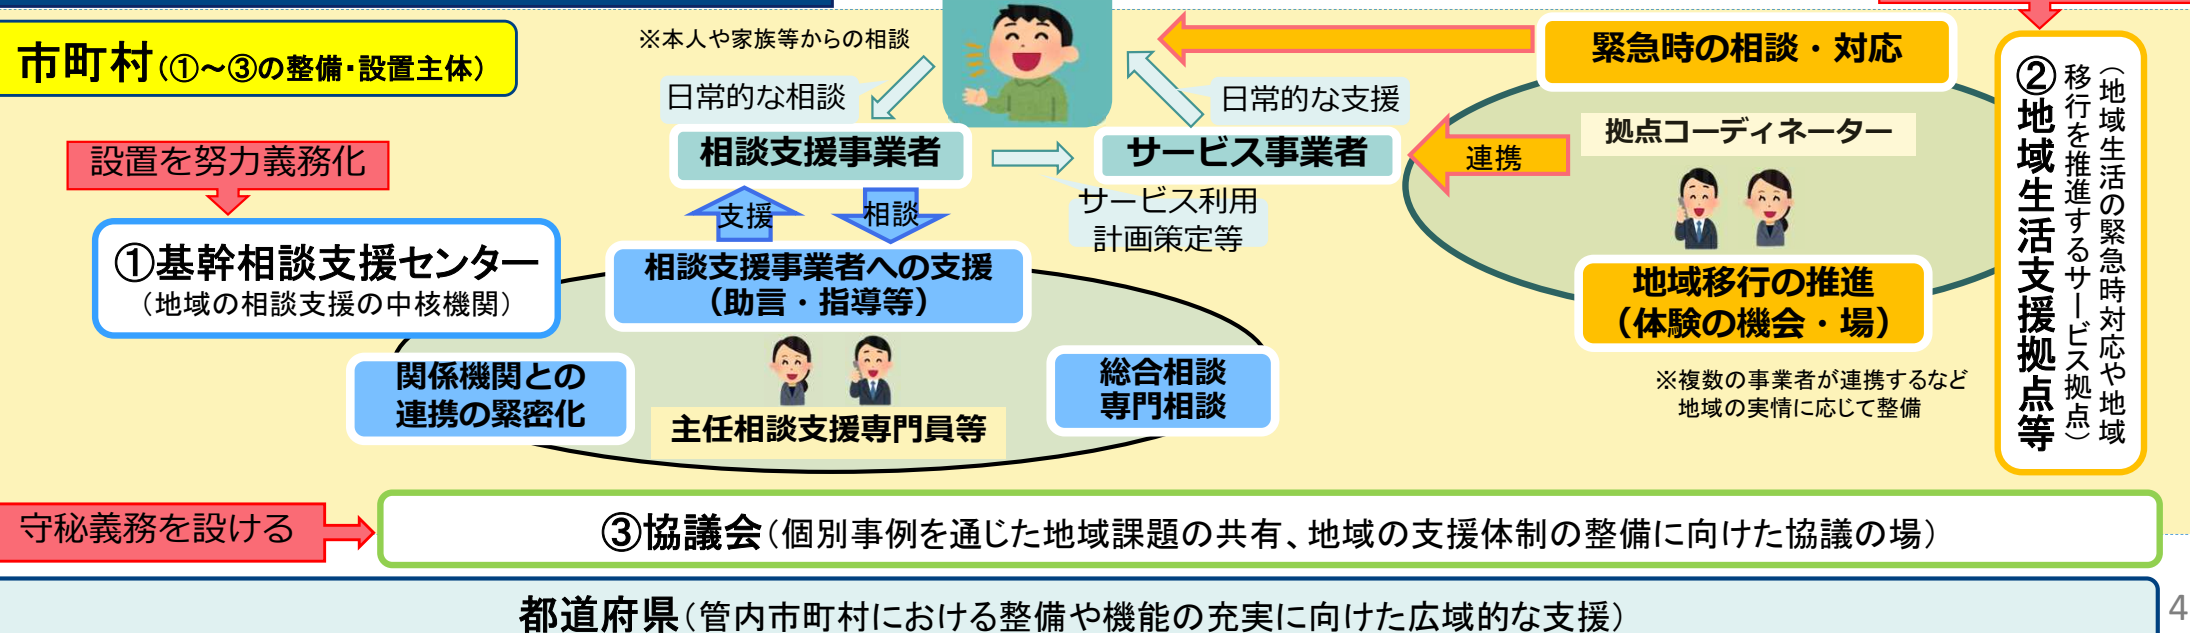 市町村(①～③の整備・設置主体)
※本人や家族等からの相談
日常的な相談
日常的な支援
緊急時の相談・対応
相談支援事業者
サービス事業者
連携
拠点コーディネーター
設置を努力義務化
支援
相談
サービス利用
計画策定等
①基幹相談支援センター
(地域の相談支援の中核機関)
相談支援事業者への支援
(助言・指導等)
関係機関との
連携の緊密化
主任相談支援専門員等
総合相談
専門相談
地域移行の推進
(体験の機会・場)
※複数の事業者が連携するなど
地域の実情に応じて整備
(地域生活の緊急時対応や地域
移行を推進するサービス拠点)
②地域生活支援拠点等
守秘義務を設ける
③協議会(個別事例を通じた地域課題の共有、地域の支援体制の整備に向けた協議の場)
都道府県(管内市町村における整備や機能の充実に向けた広域的な支援)
4